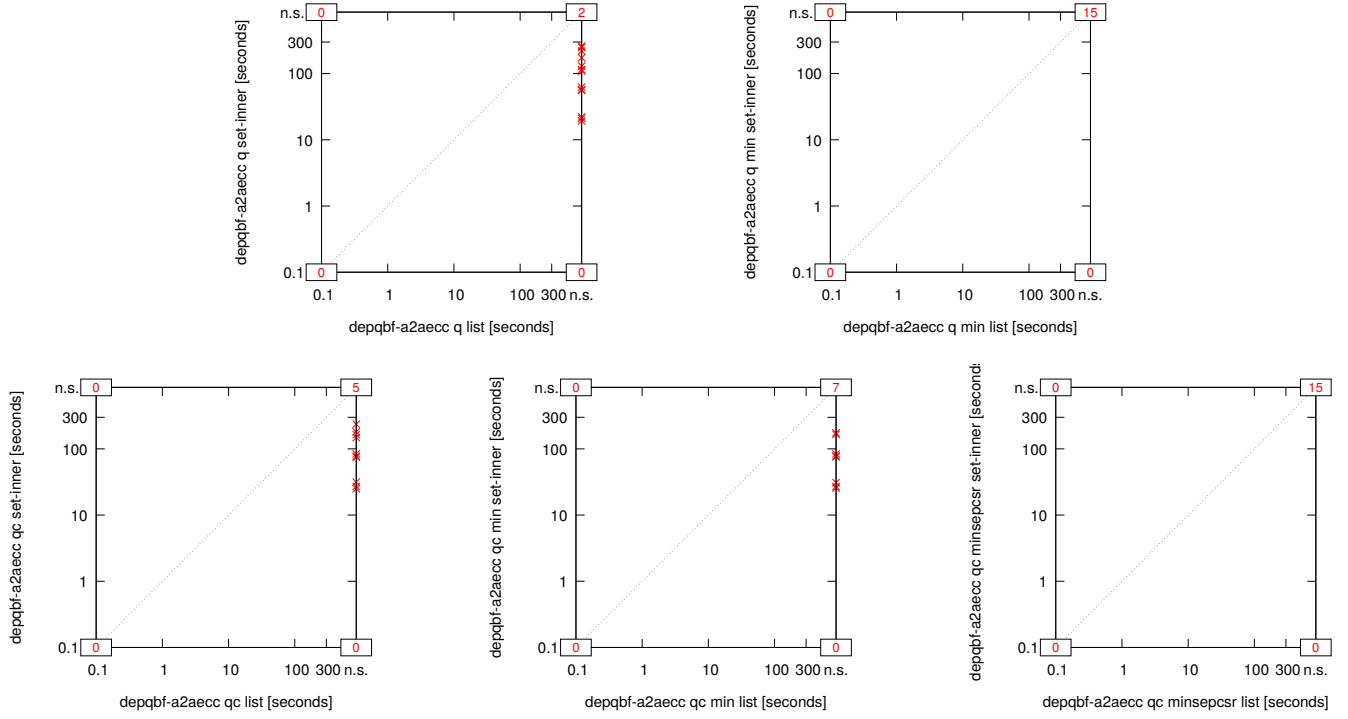 n.s. 0 2
300
100
10
1
0.1 0 0
0.1 1 10 100 300 n.s.
depqbf-a2aecc q set-inner [seconds]
depqbf-a2aecc q list [seconds]
n.s. 0 15
300
100
10
1
0.1 0 0
0.1 1 10 100 300 n.s.
depqbf-a2aecc q min set-inner [seconds]
depqbf-a2aecc q min list [seconds]
n.s. 0 5
300
100
10
1
0.1 0 0
0.1 1 10 100 300 n.s.
depqbf-a2aecc qc set-inner [seconds]
depqbf-a2aecc qc list [seconds]
n.s. 0 7
300
100
10
1
0.1 0 0
0.1 1 10 100 300 n.s.
depqbf-a2aecc qc min set-inner [seconds]
depqbf-a2aecc qc min list [seconds]
n.s. 0 15
300
100
10
1
0.1 0 0
0.1 1 10 100 300 n.s.
depqbf-a2aecc qc minsepcsr set-inner [second
depqbf-a2aecc qc minsepcsr list [seconds]